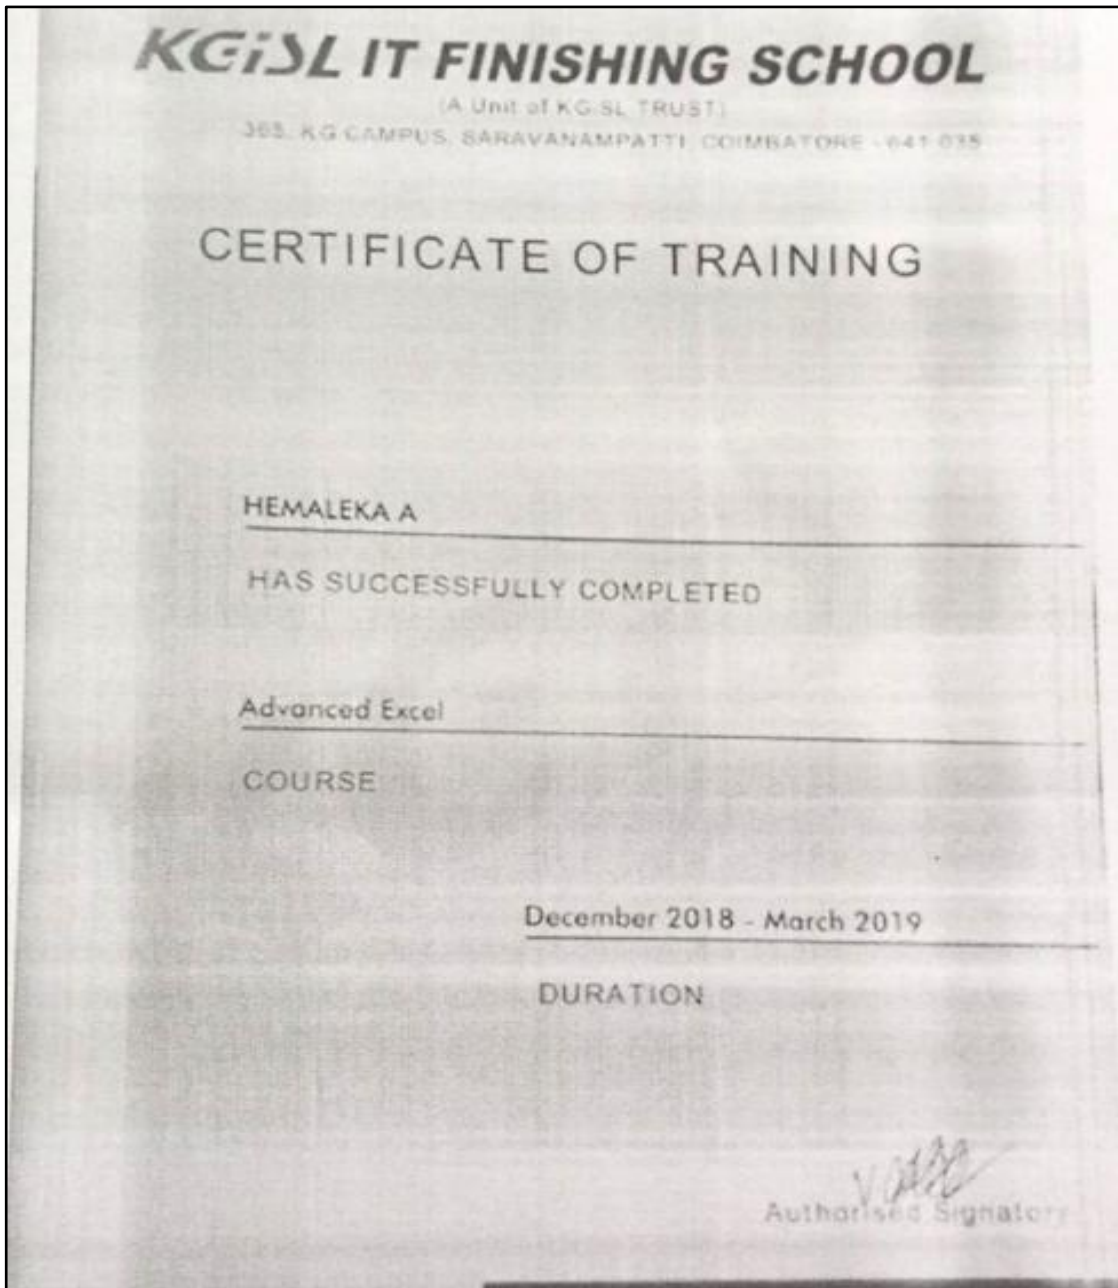 KGiSL IT FINISHING SCHOOL
(A Unit of KGiSL TRUST)
365, KG CAMPUS, SARAVANAMPATTI, COIMBATORE - 641 035
CERTIFICATE OF TRAINING
HEMALEKA A
HAS SUCCESSFULLY COMPLETED
Advanced Excel
COURSE
December 2018 - March 2019
DURATION
Authorised Signatory